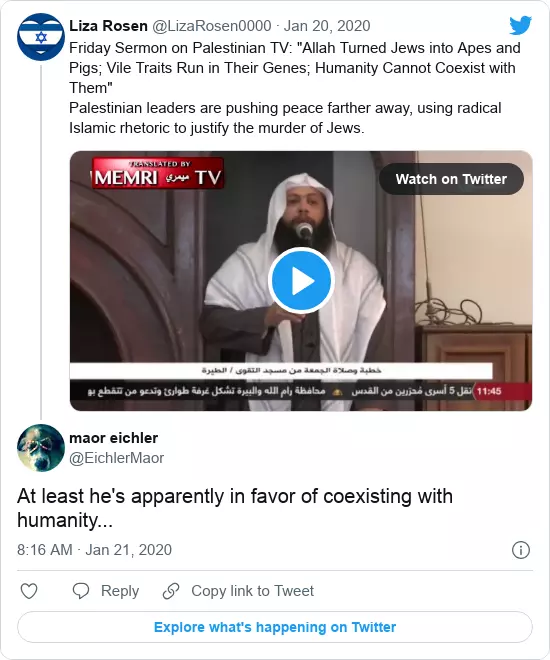 Liza Rosen @LizaRosen0000 · Jan 20, 2020
Friday Sermon on Palestinian TV: "Allah Turned Jews into Apes and
Pigs; Vile Traits Run in Their Genes; Humanity Cannot Coexist with
Them"
Palestinian leaders are pushing peace farther away, using radical
Islamic rhetoric to justify the murder of Jews.
TRANSLATED BY
MEMRI ميمري TV
Watch on Twitter
خطبة وصلاة الجمعة من مسجد التقوى / الطيرة
نقل 5 أسرى مُحررين من القدس
محافظة رام الله والبيرة تشكل غرفة طوارئ وتدعو من تنقطع
11:45
maor eichler
@EichlerMaor
At least he's apparently in favor of coexisting with
humanity...
8:16 AM · Jan 21, 2020
Reply
Copy link to Tweet
Explore what's happening on Twitter